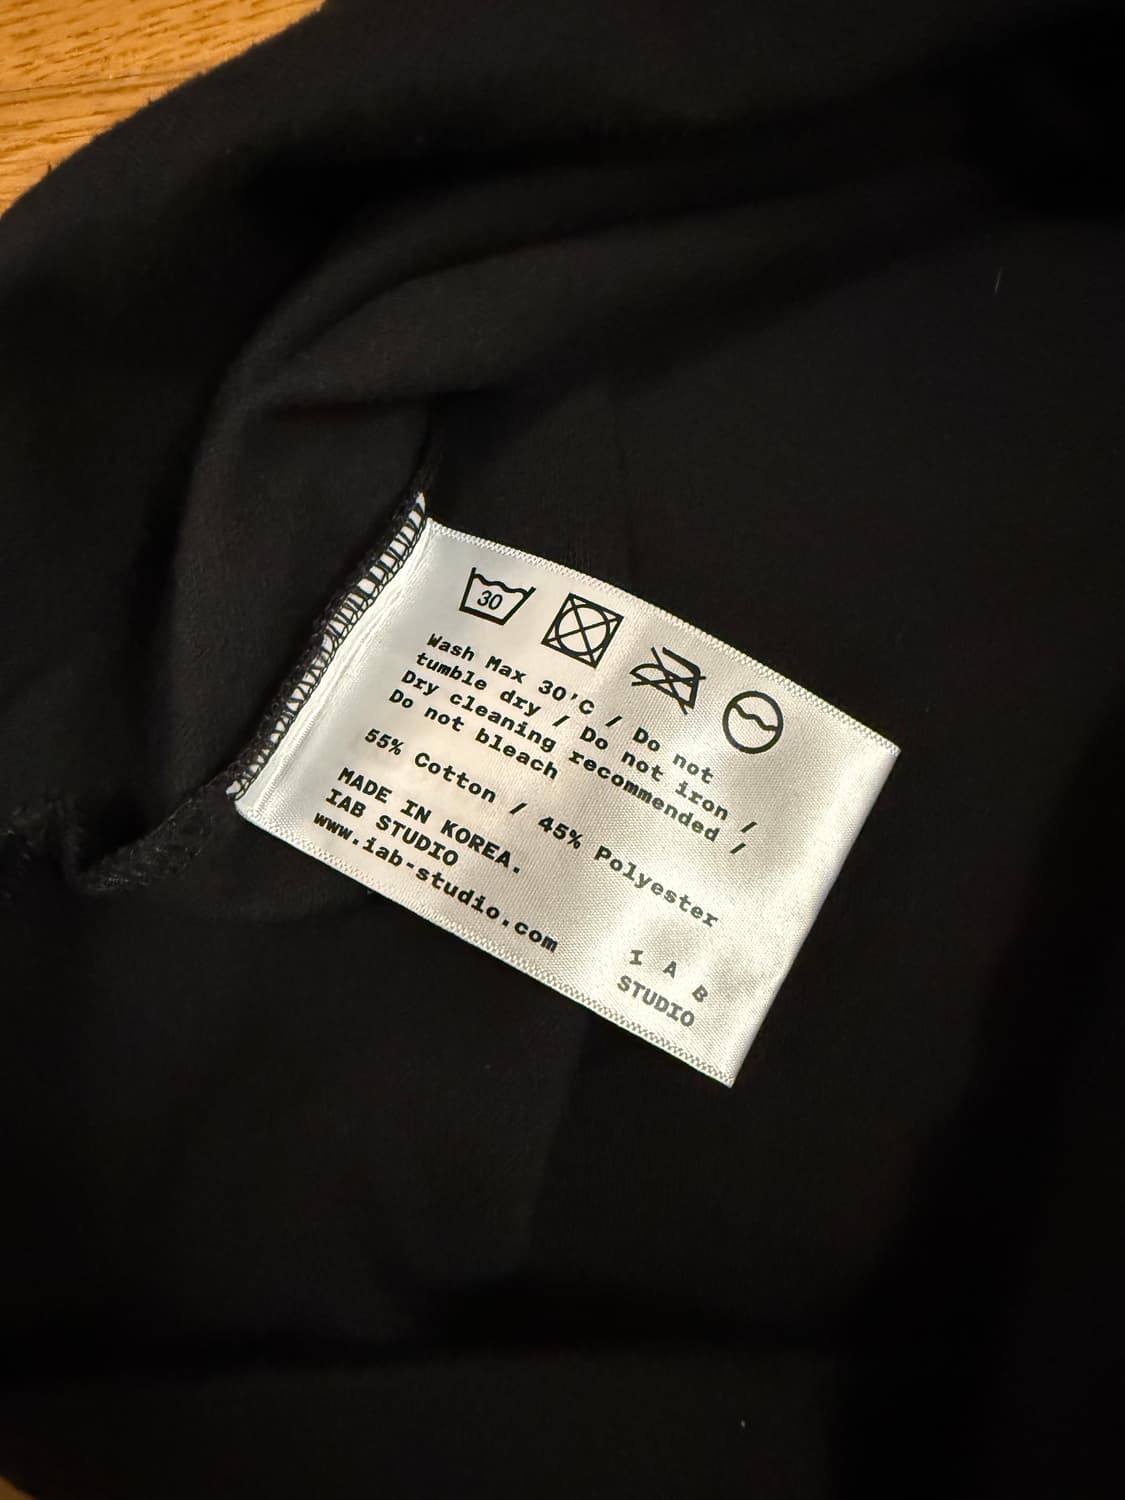 30
Wash Max 30'C / Do not
tumble dry / Do not iron /
Dry cleaning recommended /
Do not bleach
55% Cotton / 45% Polyester
MADE IN KOREA.
IAB STUDIO
www.iab-studio.com
I A B
STUDIO